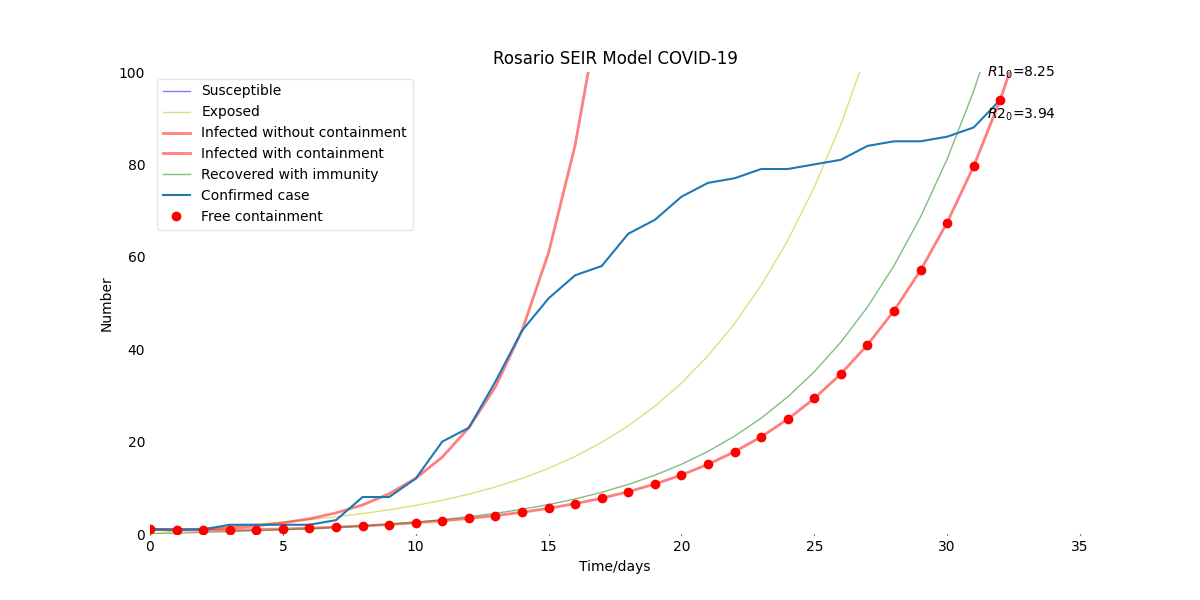 Rosario SEIR Model COVID-19
100
80
60
40
20
0
Number
Susceptible
Exposed
Infected without containment
Infected with containment
Recovered with immunity
Confirmed case
Free containment
R1₀=8.25
R2₀=3.94
0 5 10 15 20 25 30 35
Time/days